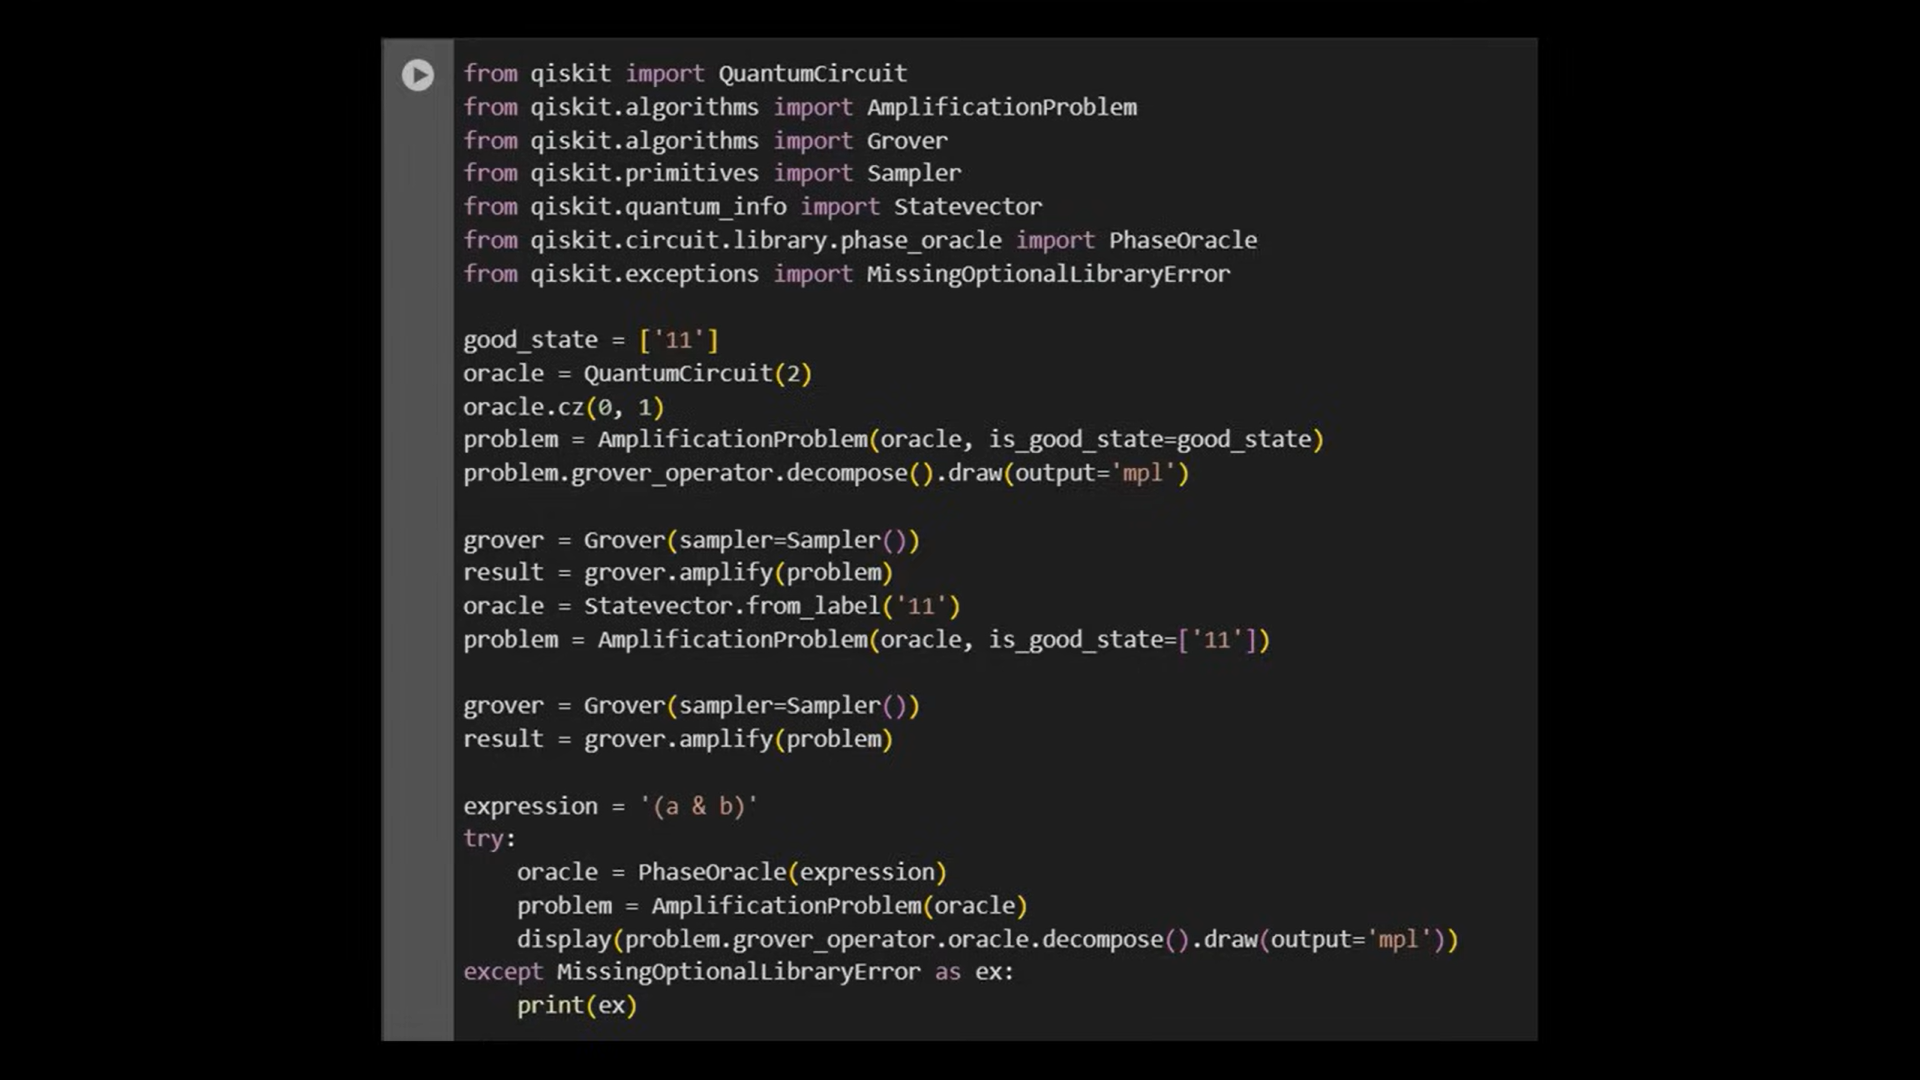 from qiskit import QuantumCircuit
from qiskit.algorithms import AmplificationProblem
from qiskit.algorithms import Grover
from qiskit.primitives import Sampler
from qiskit.quantum_info import Statevector
from qiskit.circuit.library.phase_oracle import PhaseOracle
from qiskit.exceptions import MissingOptionalLibraryError

good_state = ['11']
oracle = QuantumCircuit(2)
oracle.cz(0, 1)
problem = AmplificationProblem(oracle, is_good_state=good_state)
problem.grover_operator.decompose().draw(output='mpl')

grover = Grover(sampler=Sampler())
result = grover.amplify(problem)
oracle = Statevector.from_label('11')
problem = AmplificationProblem(oracle, is_good_state=['11'])

grover = Grover(sampler=Sampler())
result = grover.amplify(problem)

expression = '(a & b)'
try:
    oracle = PhaseOracle(expression)
    problem = AmplificationProblem(oracle)
    display(problem.grover_operator.oracle.decompose().draw(output='mpl'))
except MissingOptionalLibraryError as ex:
    print(ex)